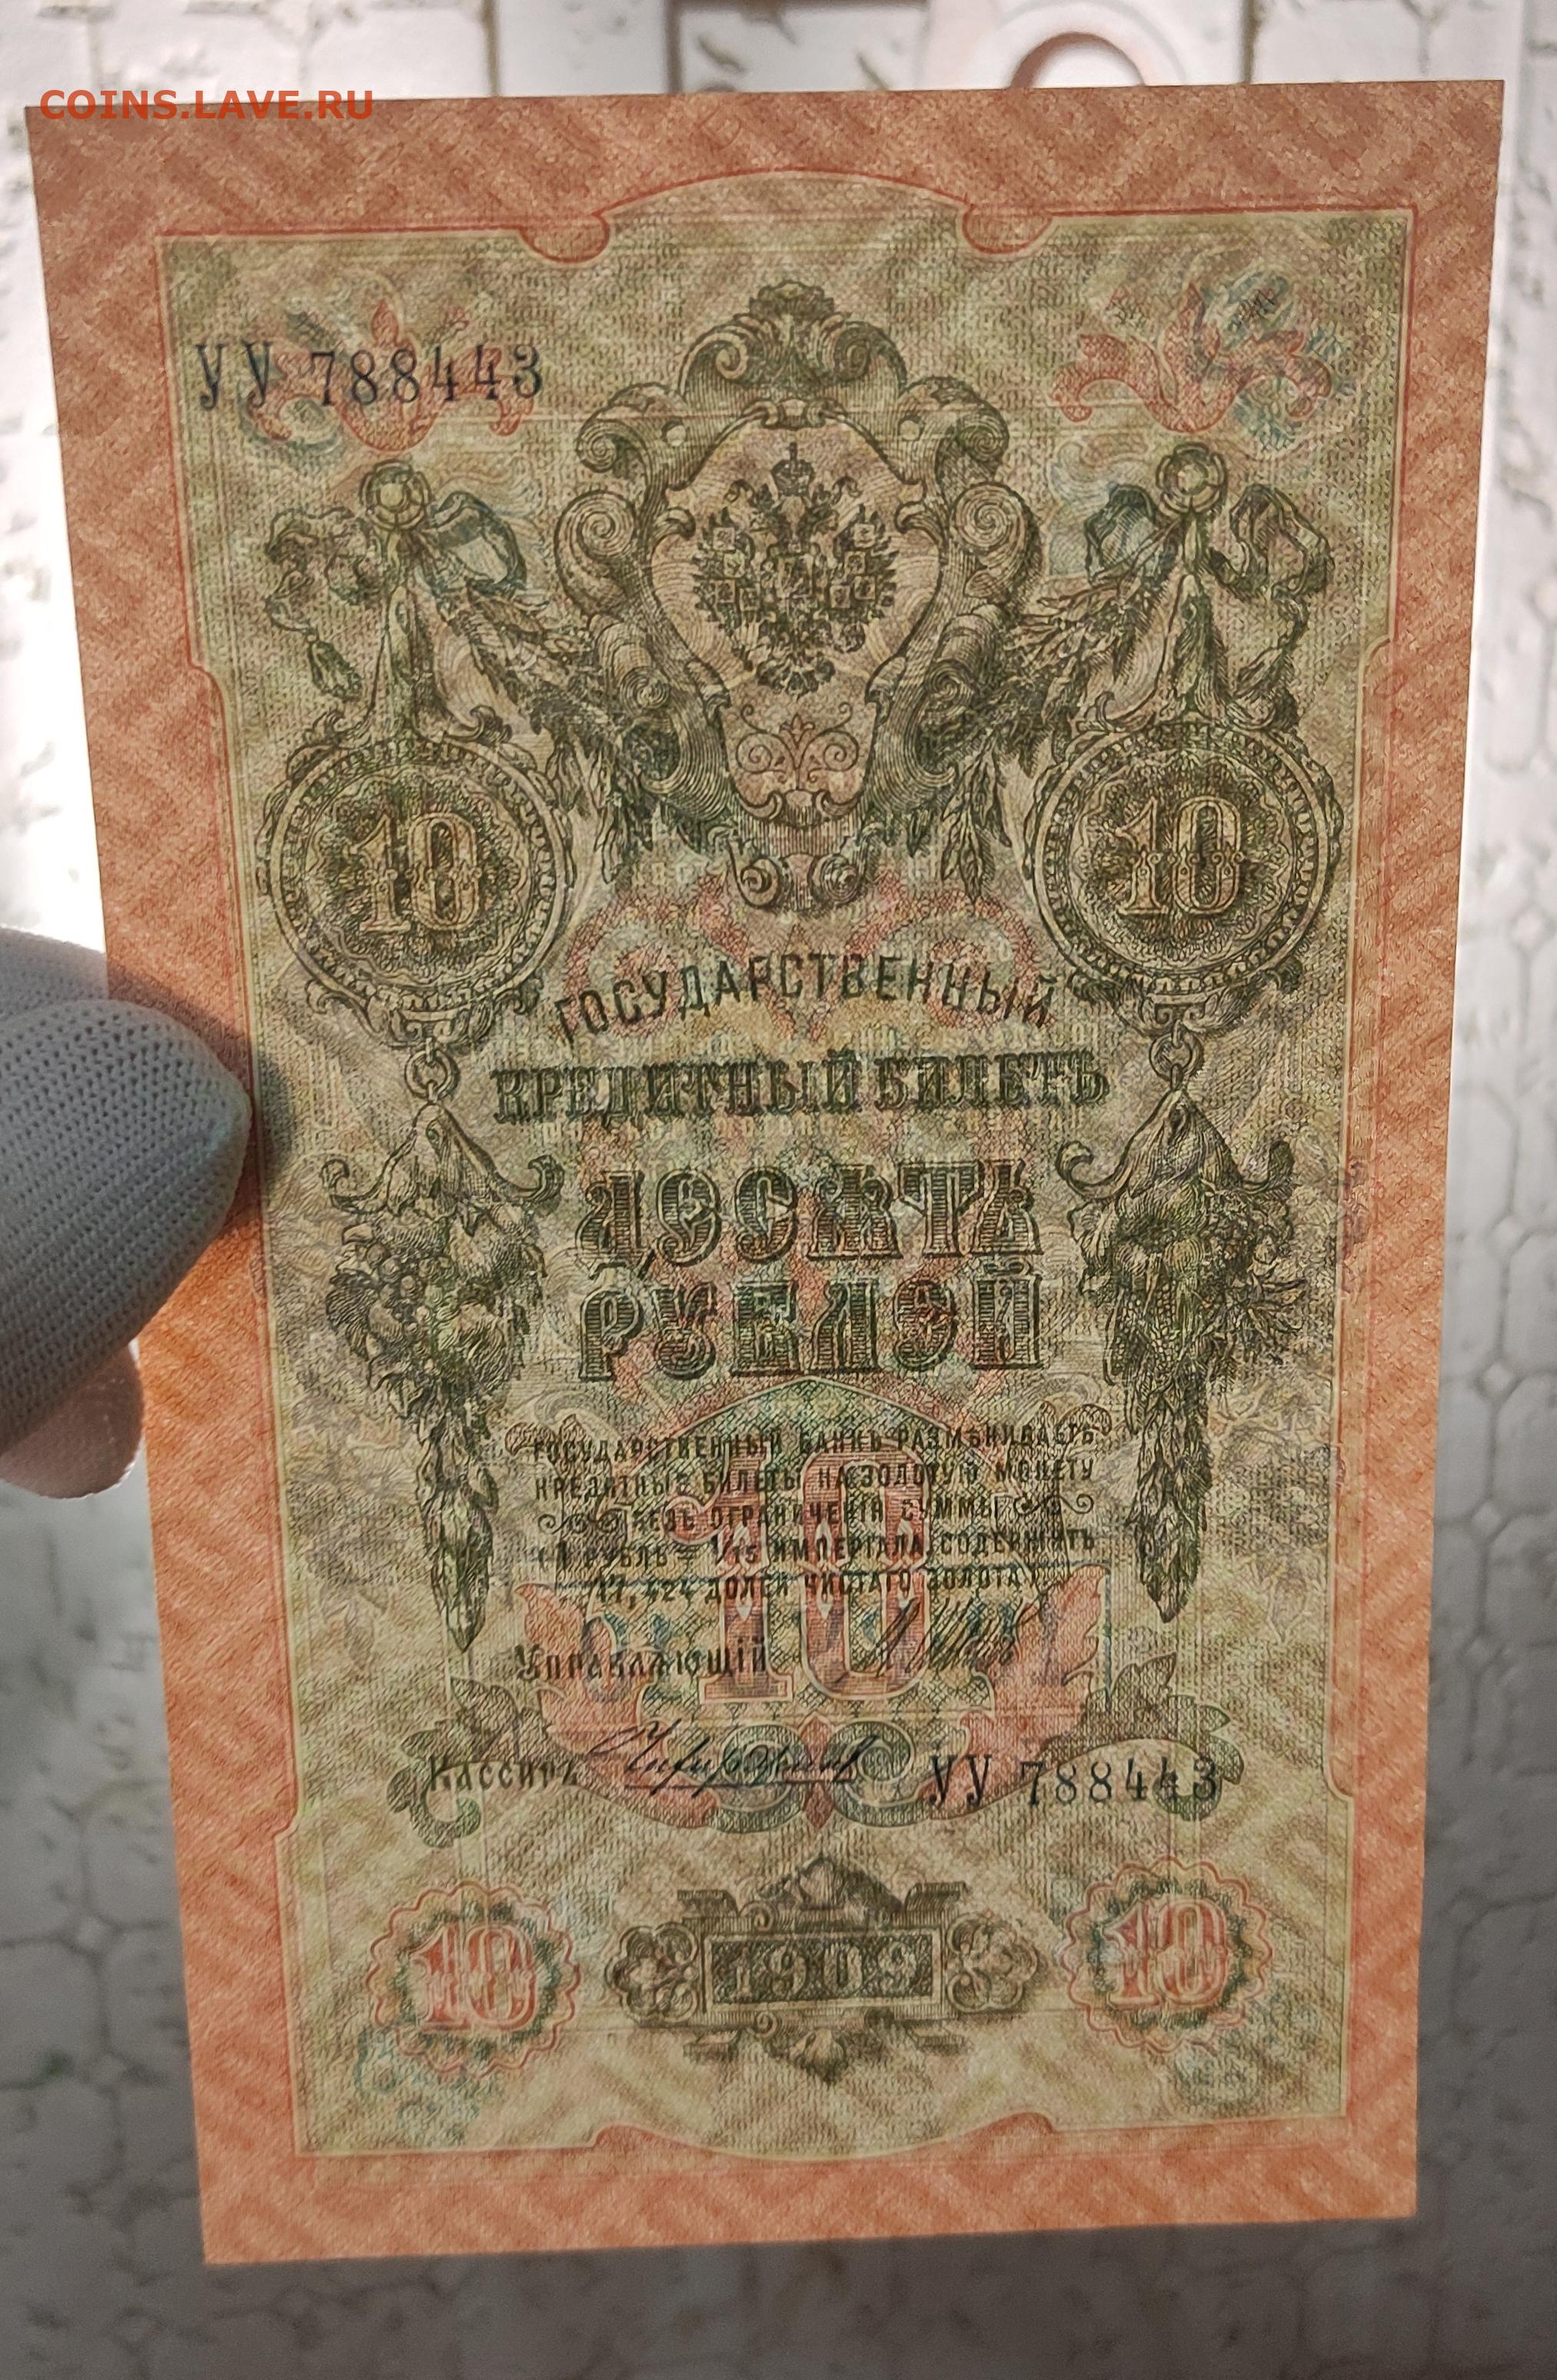 COINS.LAVE.RU
УУ 788443
10 10
ГОСУДАРСТВЕННЫЙ
КРЕДИТНЫЙ БИЛЕТЪ
ДЕСЯТЬ
РУБЛЕЙ
ГОСУДАРСТВЕННЫЙ БАНКЪ РАЗМѢНИВАЕТЪ
КРЕДИТНЫЕ БИЛЕТЫ НА ЗОЛОТУЮ МОНЕТУ
БЕЗЪ ОГРАНИЧЕНІЯ СУММЫ
(1 РУБЛЬ = 1/15 ИМПЕРІАЛА, СОДЕРЖИТЪ
17,424 ДОЛЕЙ ЧИСТАГО ЗОЛОТА)
10
Управляющій
Кассиръ
УУ 788443
10 1909 10